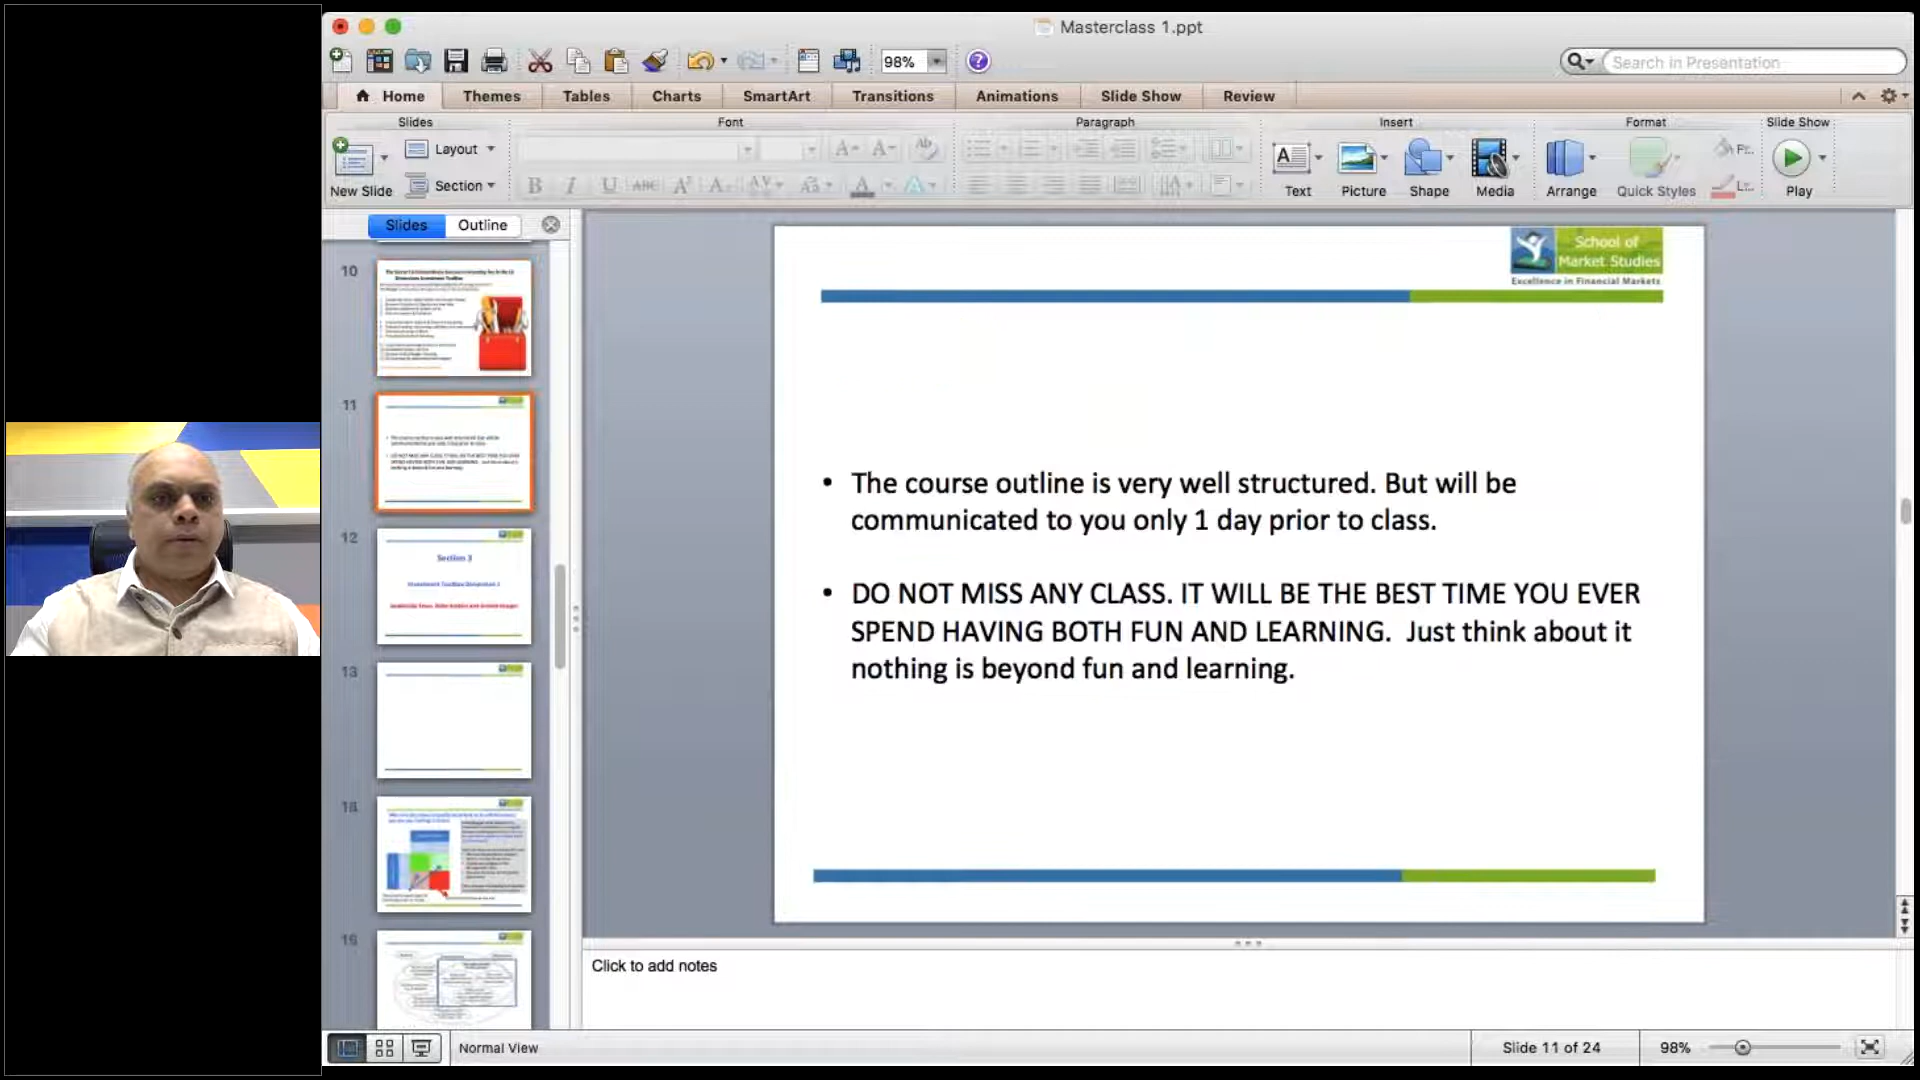 Masterclass 1.ppt
98%
Search in Presentation
Home
Themes
Tables
Charts
SmartArt
Transitions
Animations
Slide Show
Review
Slides
Font
Paragraph
Insert
Format
Slide Show
New Slide
Layout
Section
Text
Picture
Shape
Media
Arrange
Quick Styles
Play
Slides
Outline
10
11
12
Section 3
13
School of
Market Studies
Excellence in Financial Markets
• The course outline is very well structured. But will be
communicated to you only 1 day prior to class.
• DO NOT MISS ANY CLASS. IT WILL BE THE BEST TIME YOU EVER
SPEND HAVING BOTH FUN AND LEARNING. Just think about it
nothing is beyond fun and learning.
Click to add notes
Normal View
Slide 11 of 24
98%